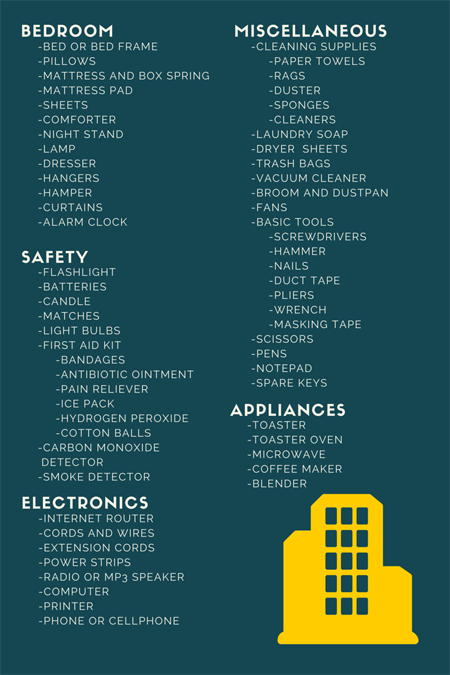 BEDROOM
-BED OR BED FRAME
-PILLOWS
-MATTRESS AND BOX SPRING
-MATTRESS PAD
-SHEETS
-COMFORTER
-NIGHT STAND
-LAMP
-DRESSER
-HANGERS
-HAMPER
-CURTAINS
-ALARM CLOCK
SAFETY
-FLASHLIGHT
-BATTERIES
-CANDLE
-MATCHES
-LIGHT BULBS
-FIRST AID KIT
-BANDAGES
-ANTIBIOTIC OINTMENT
-PAIN RELIEVER
-ICE PACK
-HYDROGEN PEROXIDE
-COTTON BALLS
-CARBON MONOXIDE
DETECTOR
-SMOKE DETECTOR
ELECTRONICS
-INTERNET ROUTER
-CORDS AND WIRES
-EXTENSION CORDS
-POWER STRIPS
-RADIO OR MP3 SPEAKER
-COMPUTER
-PRINTER
-PHONE OR CELLPHONE
MISCELLANEOUS
-CLEANING SUPPLIES
-PAPER TOWELS
-RAGS
-DUSTER
-SPONGES
-CLEANERS
-LAUNDRY SOAP
-DRYER SHEETS
-TRASH BAGS
-VACUUM CLEANER
-BROOM AND DUSTPAN
-FANS
-BASIC TOOLS
-SCREWDRIVERS
-HAMMER
-NAILS
-DUCT TAPE
-PLIERS
-WRENCH
-MASKING TAPE
-SCISSORS
-PENS
-NOTEPAD
-SPARE KEYS
APPLIANCES
-TOASTER
-TOASTER OVEN
-MICROWAVE
-COFFEE MAKER
-BLENDER